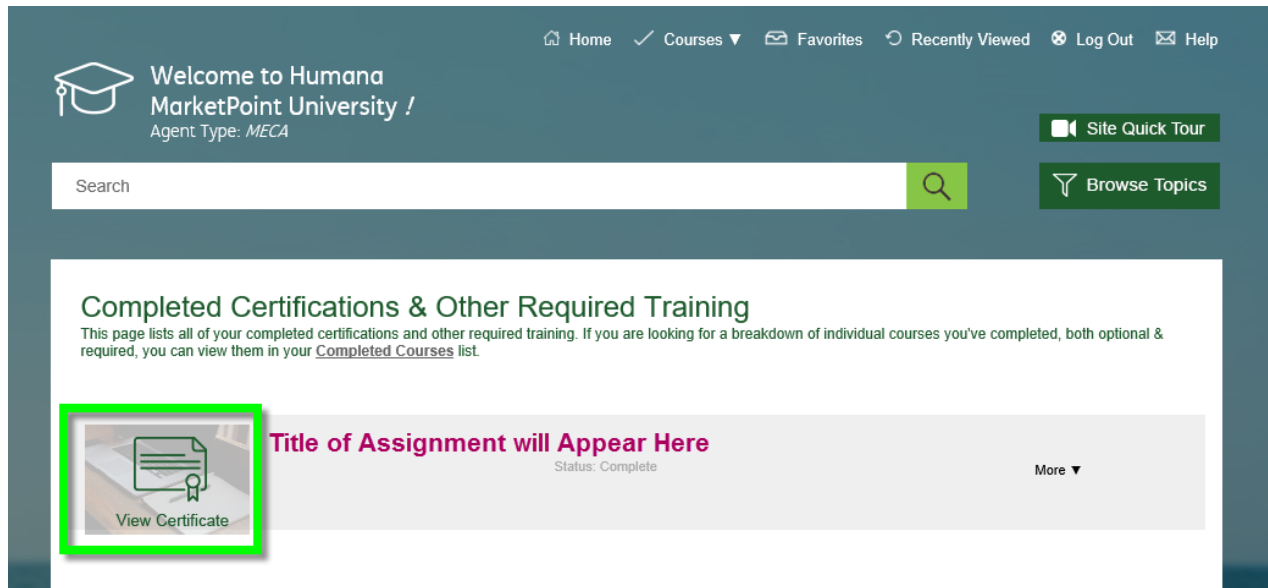 Home Courses ▼ Favorites Recently Viewed Log Out Help
Welcome to Humana
MarketPoint University !
Agent Type: MECA
Site Quick Tour
Search
Browse Topics
Completed Certifications & Other Required Training
This page lists all of your completed certifications and other required training. If you are looking for a breakdown of individual courses you've completed, both optional &
required, you can view them in your Completed Courses list.
Title of Assignment will Appear Here
Status: Complete
More ▼
View Certificate